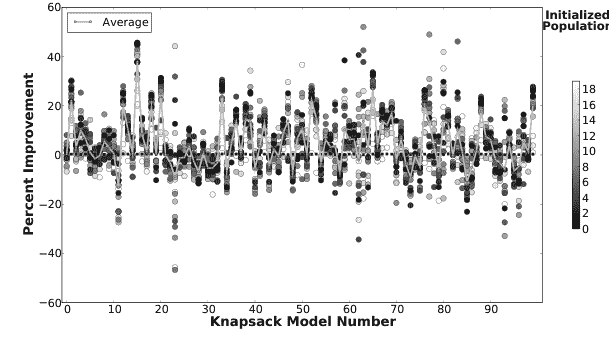 Initialized
Population
Average
60
40
20
0
−20
−40
−60
Percent Improvement
0 10 20 30 40 50 60 70 80 90
Knapsack Model Number
18
16
14
12
10
8
6
4
2
0